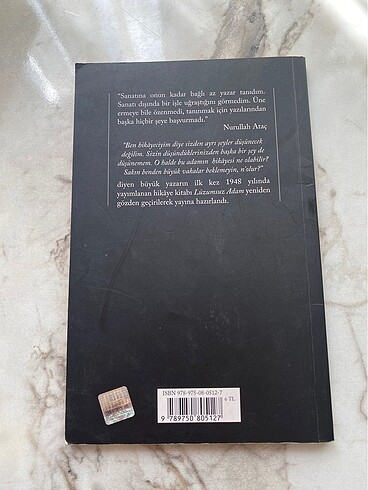 "Sanatına onun kadar bağlı az yazar tanıdım.
Sanatı dışında bir işle uğraştığını görmedim. Üne
ermeye bile özenmedi, tanınmak için yazılarından
başka hiçbir şeye başvurmadı."
Nurullah Ataç
"Ben hikâyeciyim diye sizden ayrı şeyler düşünecek
değilim. Sizin düşündüklerinizden başka bir şey de
düşünemem. O halde bu adamın hikâyesi ne olabilir?
Sakın benden büyük vakalar beklemeyin, n'olur?"
diyen büyük yazarın ilk kez 1948 yılında
yayımlanan hikâye kitabı Lüzumsuz Adam yeniden
gözden geçirilerek yayına hazırlandı.
ISBN 978-975-08-0512-7
9 789750 805127
6 TL